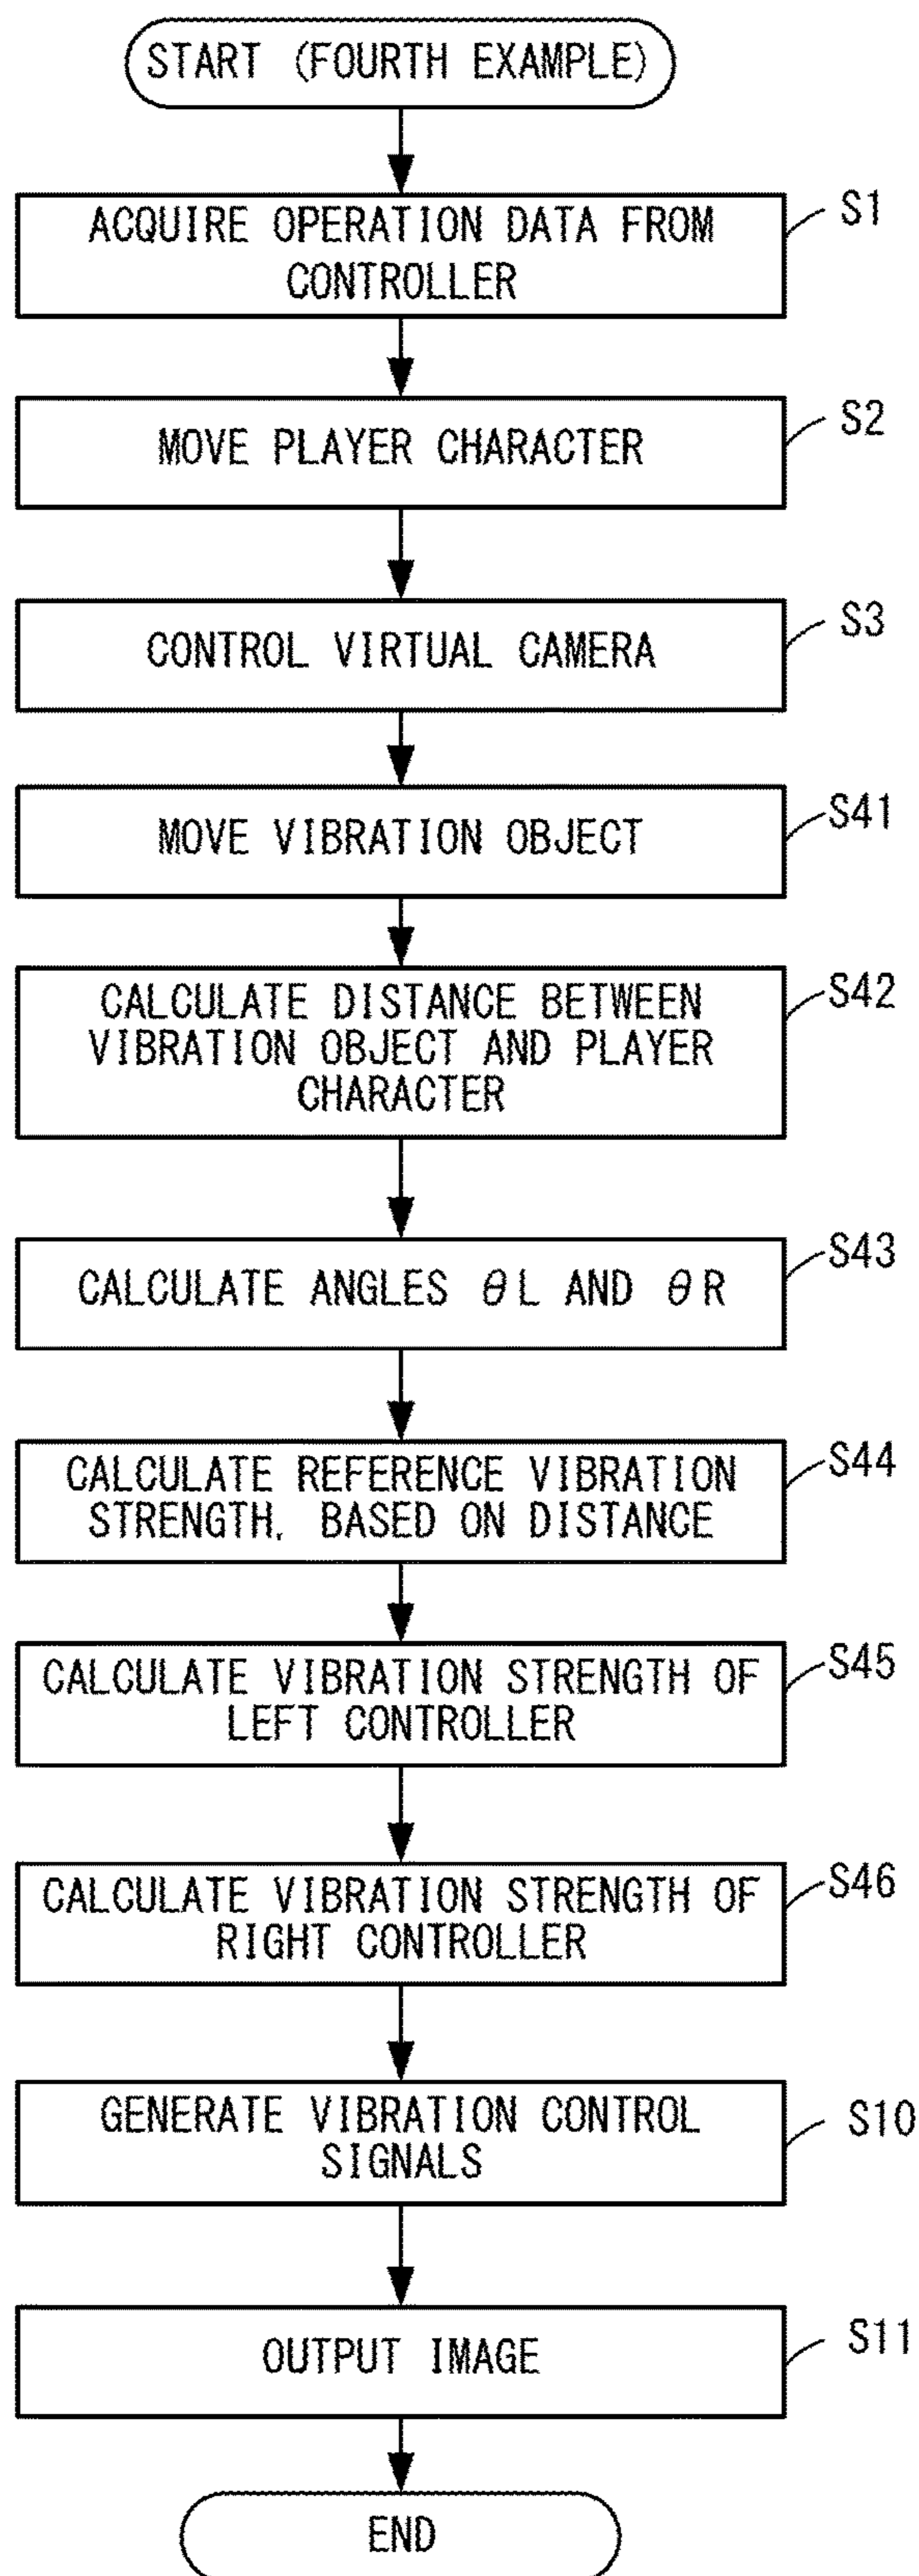 START (FOURTH EXAMPLE)
S1
ACQUIRE OPERATION DATA FROM
CONTROLLER
S2
MOVE PLAYER CHARACTER
S3
CONTROL VIRTUAL CAMERA
S41
MOVE VIBRATION OBJECT
S42
CALCULATE DISTANCE BETWEEN
VIBRATION OBJECT AND PLAYER
CHARACTER
S43
CALCULATE ANGLES θL AND θR
S44
CALCULATE REFERENCE VIBRATION
STRENGTH, BASED ON DISTANCE
S45
CALCULATE VIBRATION STRENGTH OF
LEFT CONTROLLER
S46
CALCULATE VIBRATION STRENGTH OF
RIGHT CONTROLLER
S10
GENERATE VIBRATION CONTROL
SIGNALS
S11
OUTPUT IMAGE
END